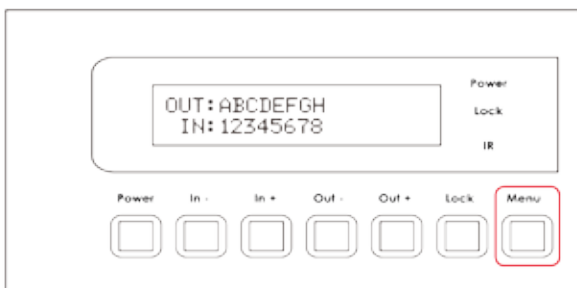 Power
OUT:ABCDEFGH
Lock
IN:12345678
IR
Power In - In + Out - Out + Lock Menu